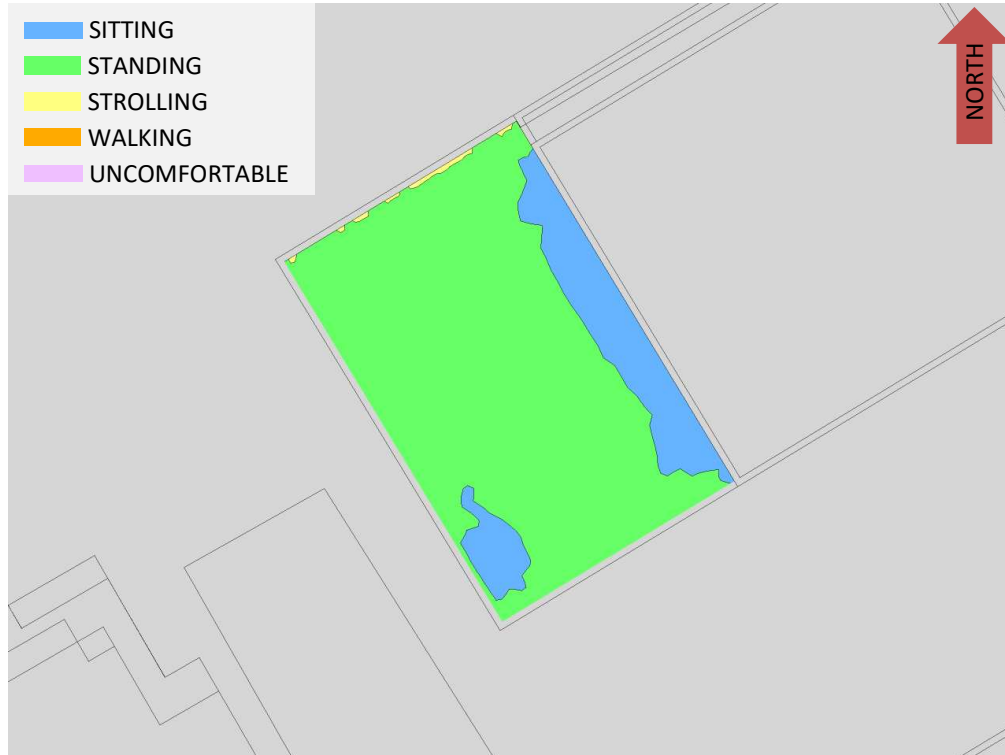 SITTING
STANDING
STROLLING
WALKING
UNCOMFORTABLE
NORTH